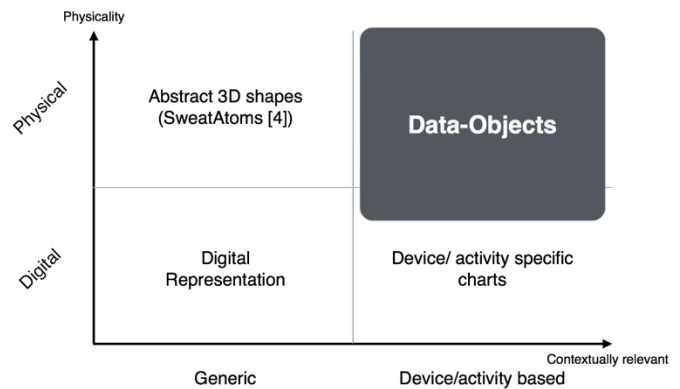 Physicality
Physical
Abstract 3D shapes
(SweatAtoms [4])
Data-Objects
Digital
Digital
Representation
Device/ activity specific
charts
Contextually relevant
Generic
Device/activity based